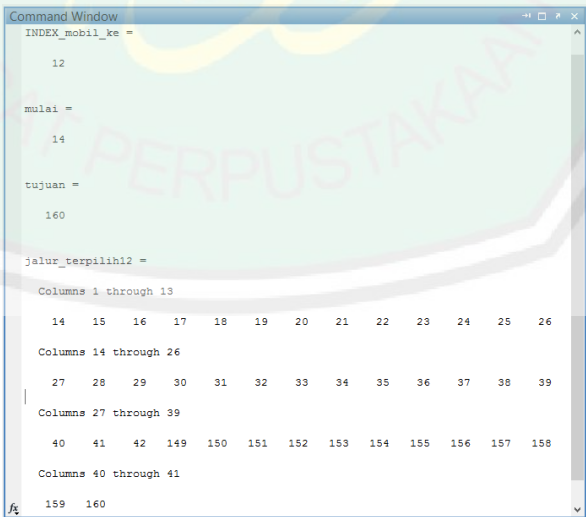 Command Window
INDEX_mobil_ke =
12
mulai =
14
tujuan =
160
jalur_terpilih12 =
Columns 1 through 13
14 15 16 17 18 19 20 21 22 23 24 25 26
Columns 14 through 26
27 28 29 30 31 32 33 34 35 36 37 38 39
Columns 27 through 39
40 41 42 149 150 151 152 153 154 155 156 157 158
Columns 40 through 41
159 160
fx
AT PERPUSTAKAAN